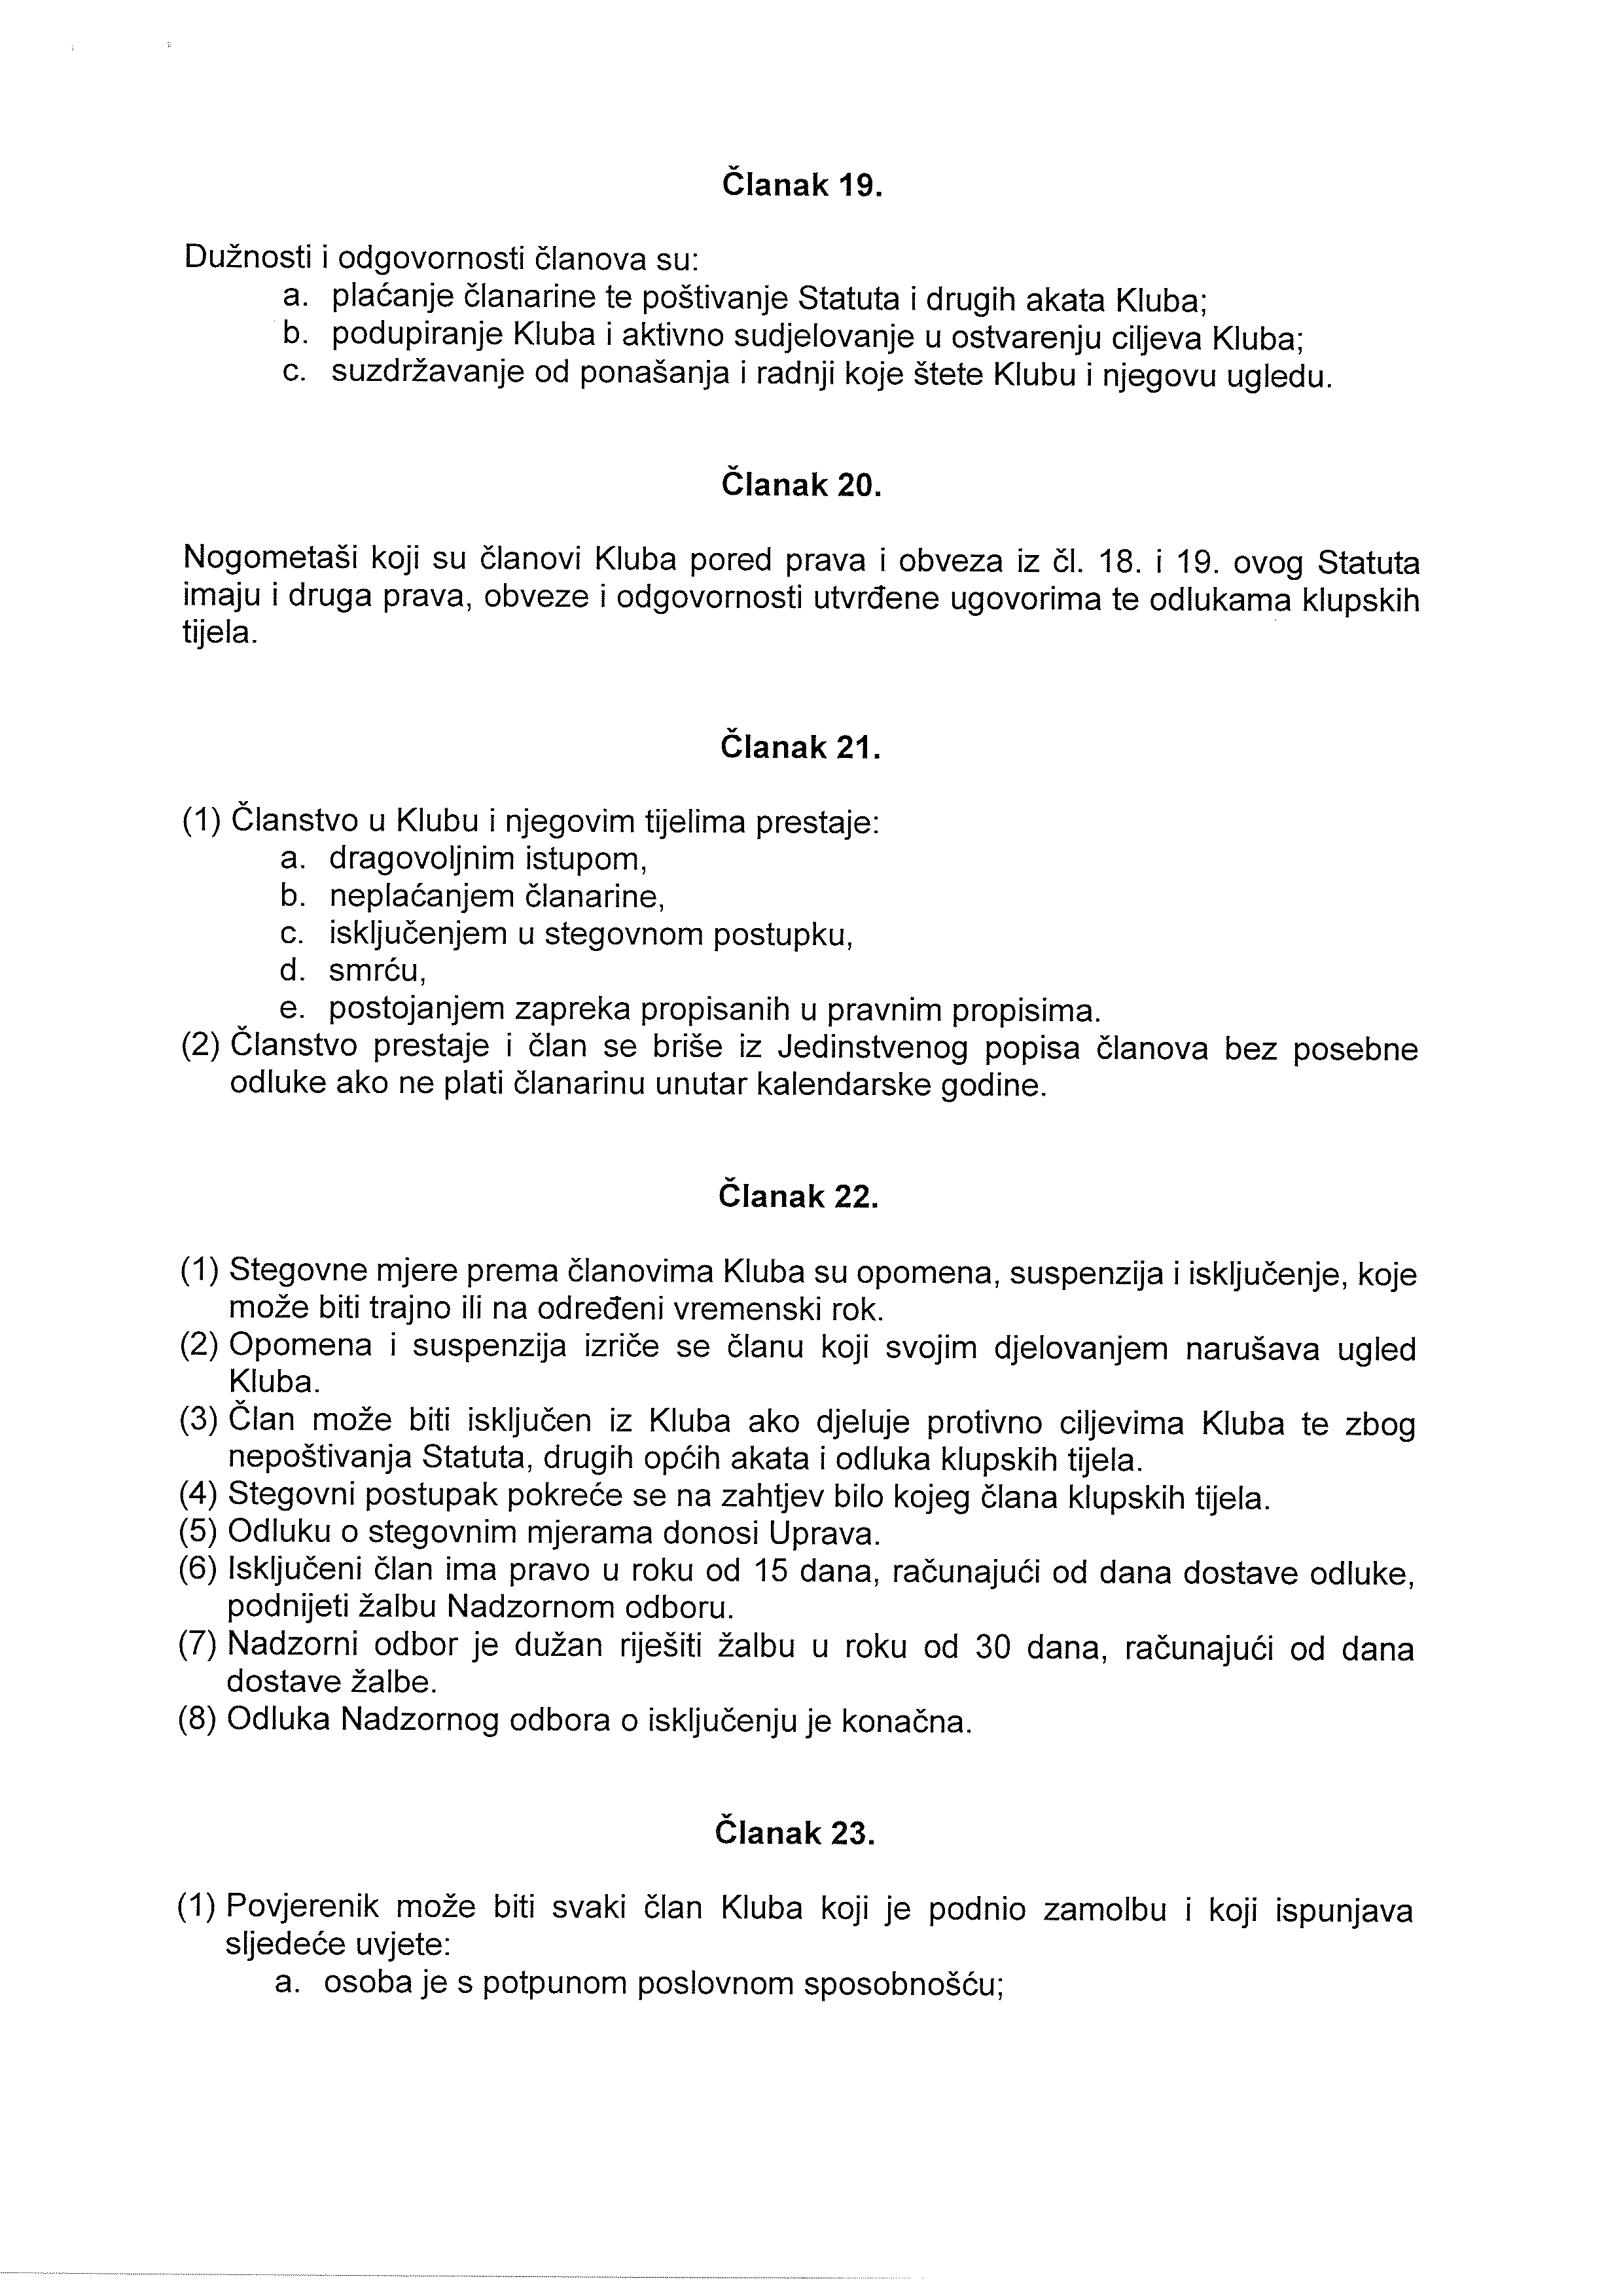 Članak 19.
Dužnosti i odgovornosti članova su:
a. plaćanje članarine te poštivanje Statuta i drugih akata Kluba;
b. podupiranje Kluba i aktivno sudjelovanje u ostvarenju ciljeva Kluba;
c. suzdržavanje od ponašanja i radnji koje štete Klubu i njegovu ugledu.
Članak 20.
Nogometaši koji su članovi Kluba pored prava i obveza iz čl. 18. i 19. ovog Statuta
imaju i druga prava, obveze i odgovornosti utvrđene ugovorima te odlukama klupskih
tijela.
Članak 21.
(1) Članstvo u Klubu i njegovim tijelima prestaje:
a. dragovoljnim istupom,
b. neplaćanjem članarine,
c. isključenjem u stegovnom postupku,
d. smrću,
e. postojanjem zapreka propisanih u pravnim propisima.
(2) Članstvo prestaje i član se briše iz Jedinstvenog popisa članova bez posebne
odluke ako ne plati članarinu unutar kalendarske godine.
Članak 22.
(1) Stegovne mjere prema članovima Kluba su opomena, suspenzija i isključenje, koje
može biti trajno ili na određeni vremenski rok.
(2) Opomena i suspenzija izriče se članu koji svojim djelovanjem narušava ugled
Kluba.
(3) Član može biti isključen iz Kluba ako djeluje protivno ciljevima Kluba te zbog
nepoštivanja Statuta, drugih općih akata i odluka klupskih tijela.
(4) Stegovni postupak pokreće se na zahtjev bilo kojeg člana klupskih tijela.
(5) Odluku o stegovnim mjerama donosi Uprava.
(6) Isključeni član ima pravo u roku od 15 dana, računajući od dana dostave odluke,
podnijeti žalbu Nadzornom odboru.
(7) Nadzorni odbor je dužan riješiti žalbu u roku od 30 dana, računajući od dana
dostave žalbe.
(8) Odluka Nadzornog odbora o isključenju je konačna.
Članak 23.
(1) Povjerenik može biti svaki član Kluba koji je podnio zamolbu i koji ispunjava
sljedeće uvjete:
a. osoba je s potpunom poslovnom sposobnošću;